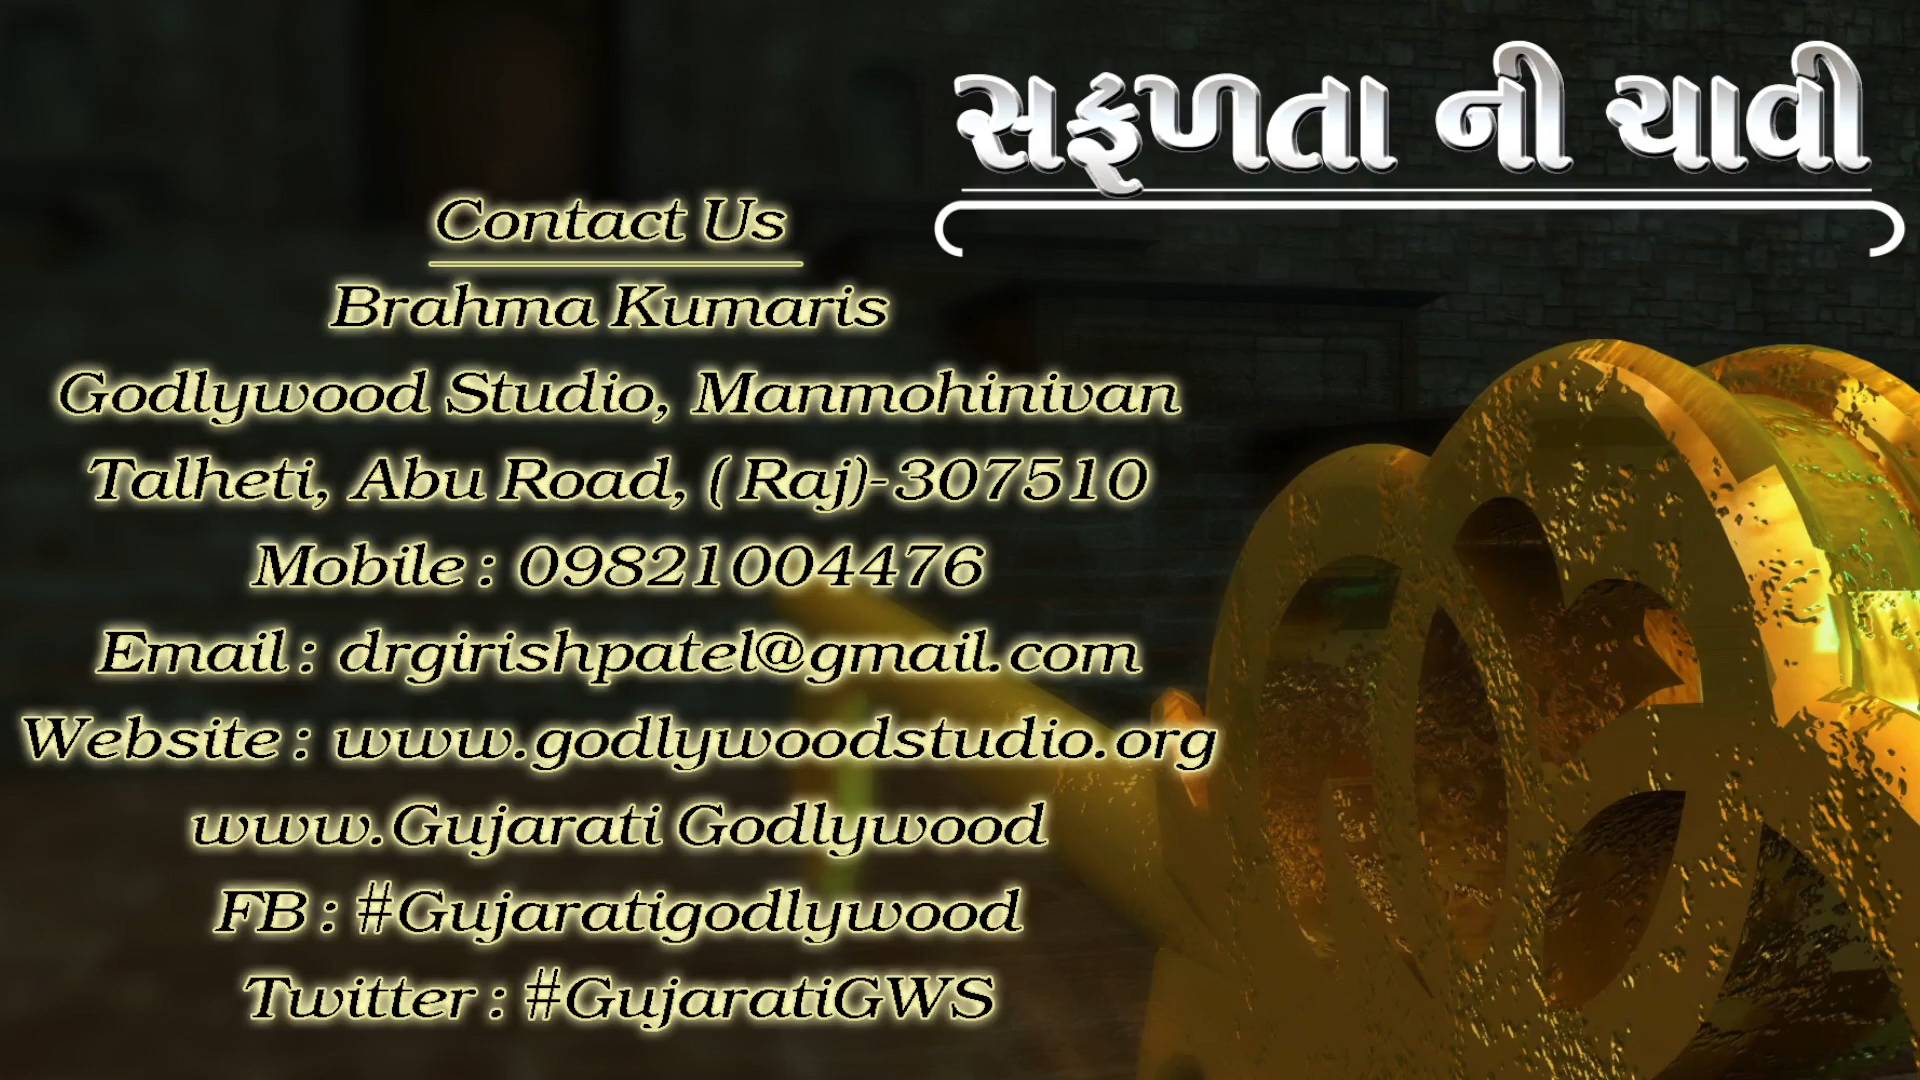 સફળતા ની ચાવી
Contact Us
Brahma Kumaris
Godlywood Studio, Manmohinivan
Talheti, Abu Road, (Raj)-307510
Mobile : 09821004476
Email : drgirishpatel@gmail.com
Website : www.godlywoodstudio.org
www.Gujarati Godlywood
FB : #Gujaratigodlywood
Twitter : #GujaratiGWS